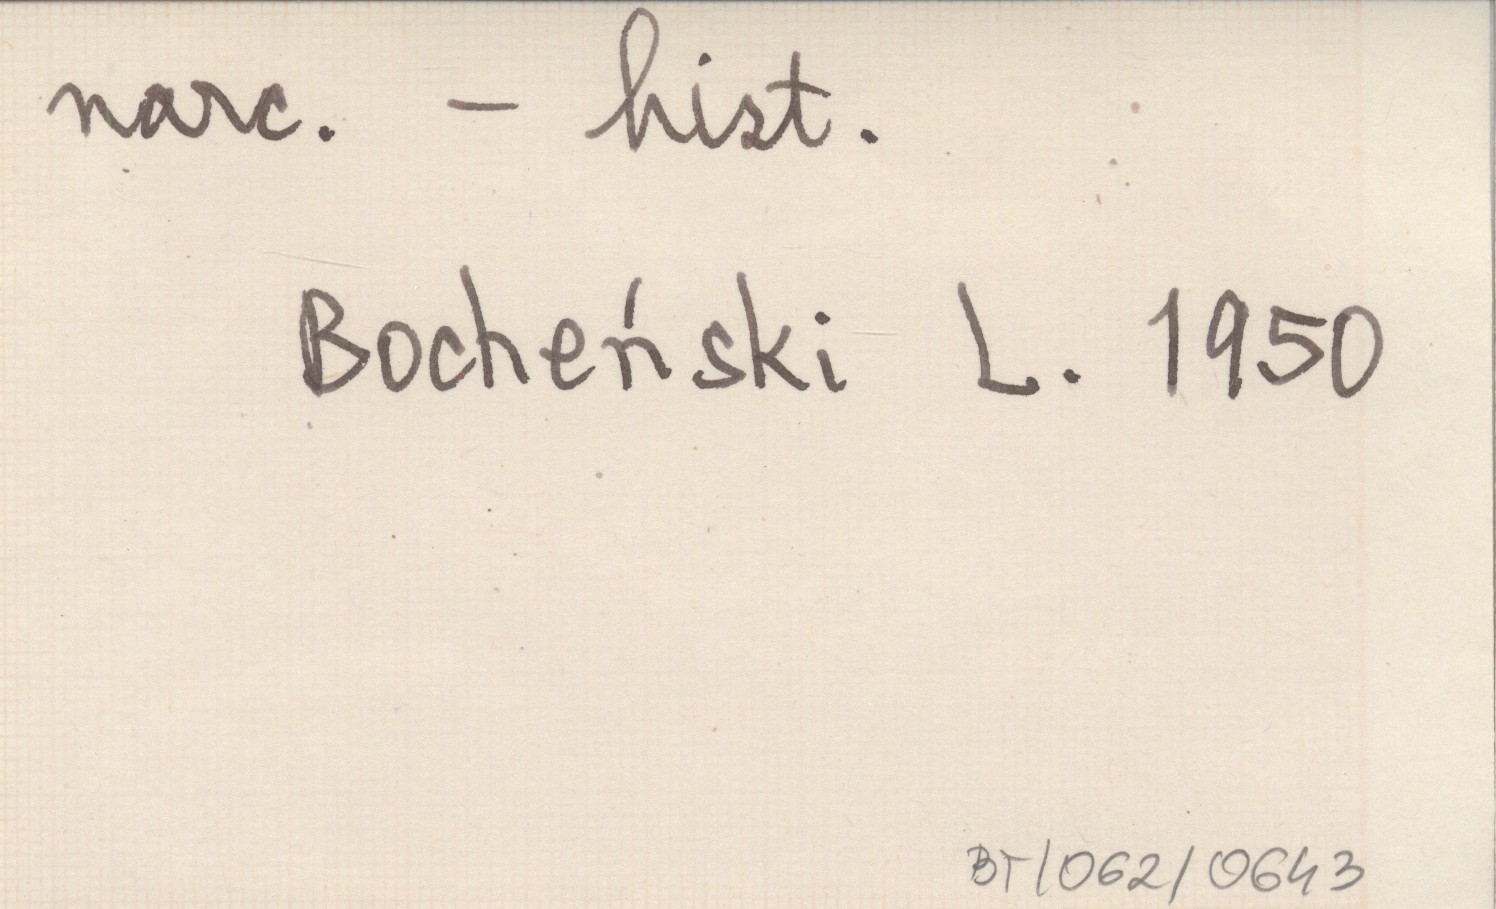 narc. - hist.
Bocheński L. 1950
BT/062/0643